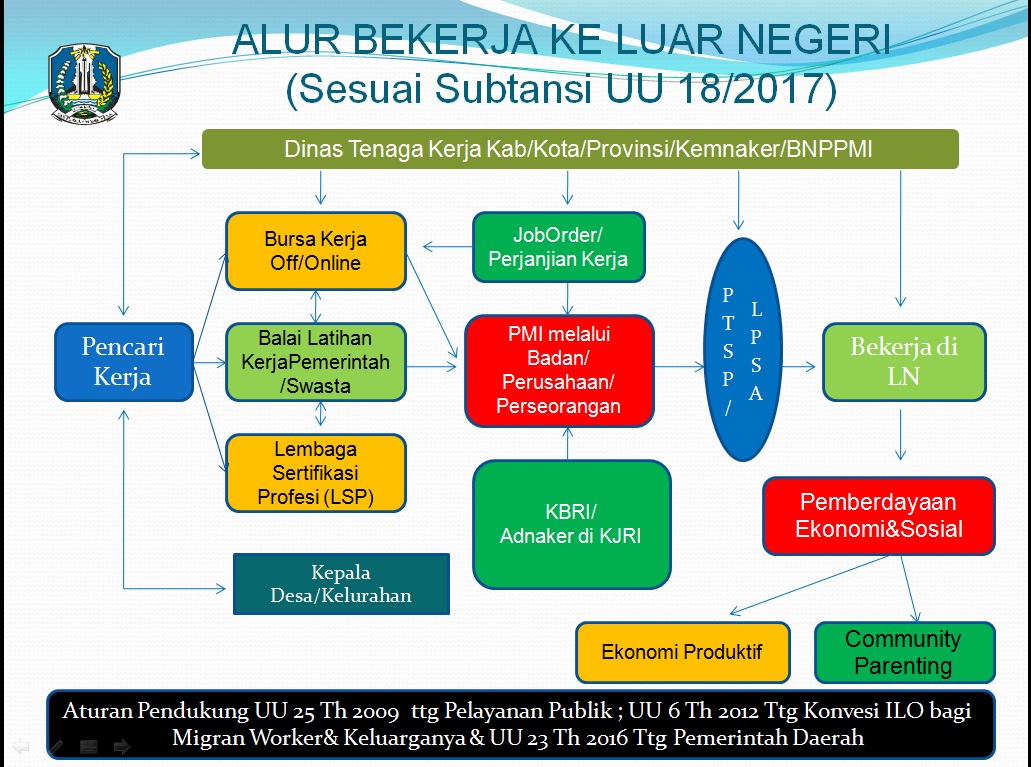 ALUR BEKERJA KE LUAR NEGERI
(Sesuai Subtansi UU 18/2017)
Dinas Tenaga Kerja Kab/Kota/Provinsi/Kemnaker/BNPPMI
Bursa Kerja
Off/Online
JobOrder/
Perjanjian Kerja
Pencari
Kerja
Balai Latihan
KerjaPemerintah
/Swasta
PMI melalui
Badan/
Perusahaan/
Perseorangan
PTSP/
LPSA
Bekerja di
LN
Lembaga
Sertifikasi
Profesi (LSP)
KBRI/
Adnaker di KJRI
Pemberdayaan
Ekonomi&Sosial
Kepala
Desa/Kelurahan
Ekonomi Produktif
Community
Parenting
Aturan Pendukung UU 25 Th 2009 ttg Pelayanan Publik ; UU 6 Th 2012 Ttg Konvesi ILO bagi
Migran Worker& Keluarganya & UU 23 Th 2016 Ttg Pemerintah Daerah